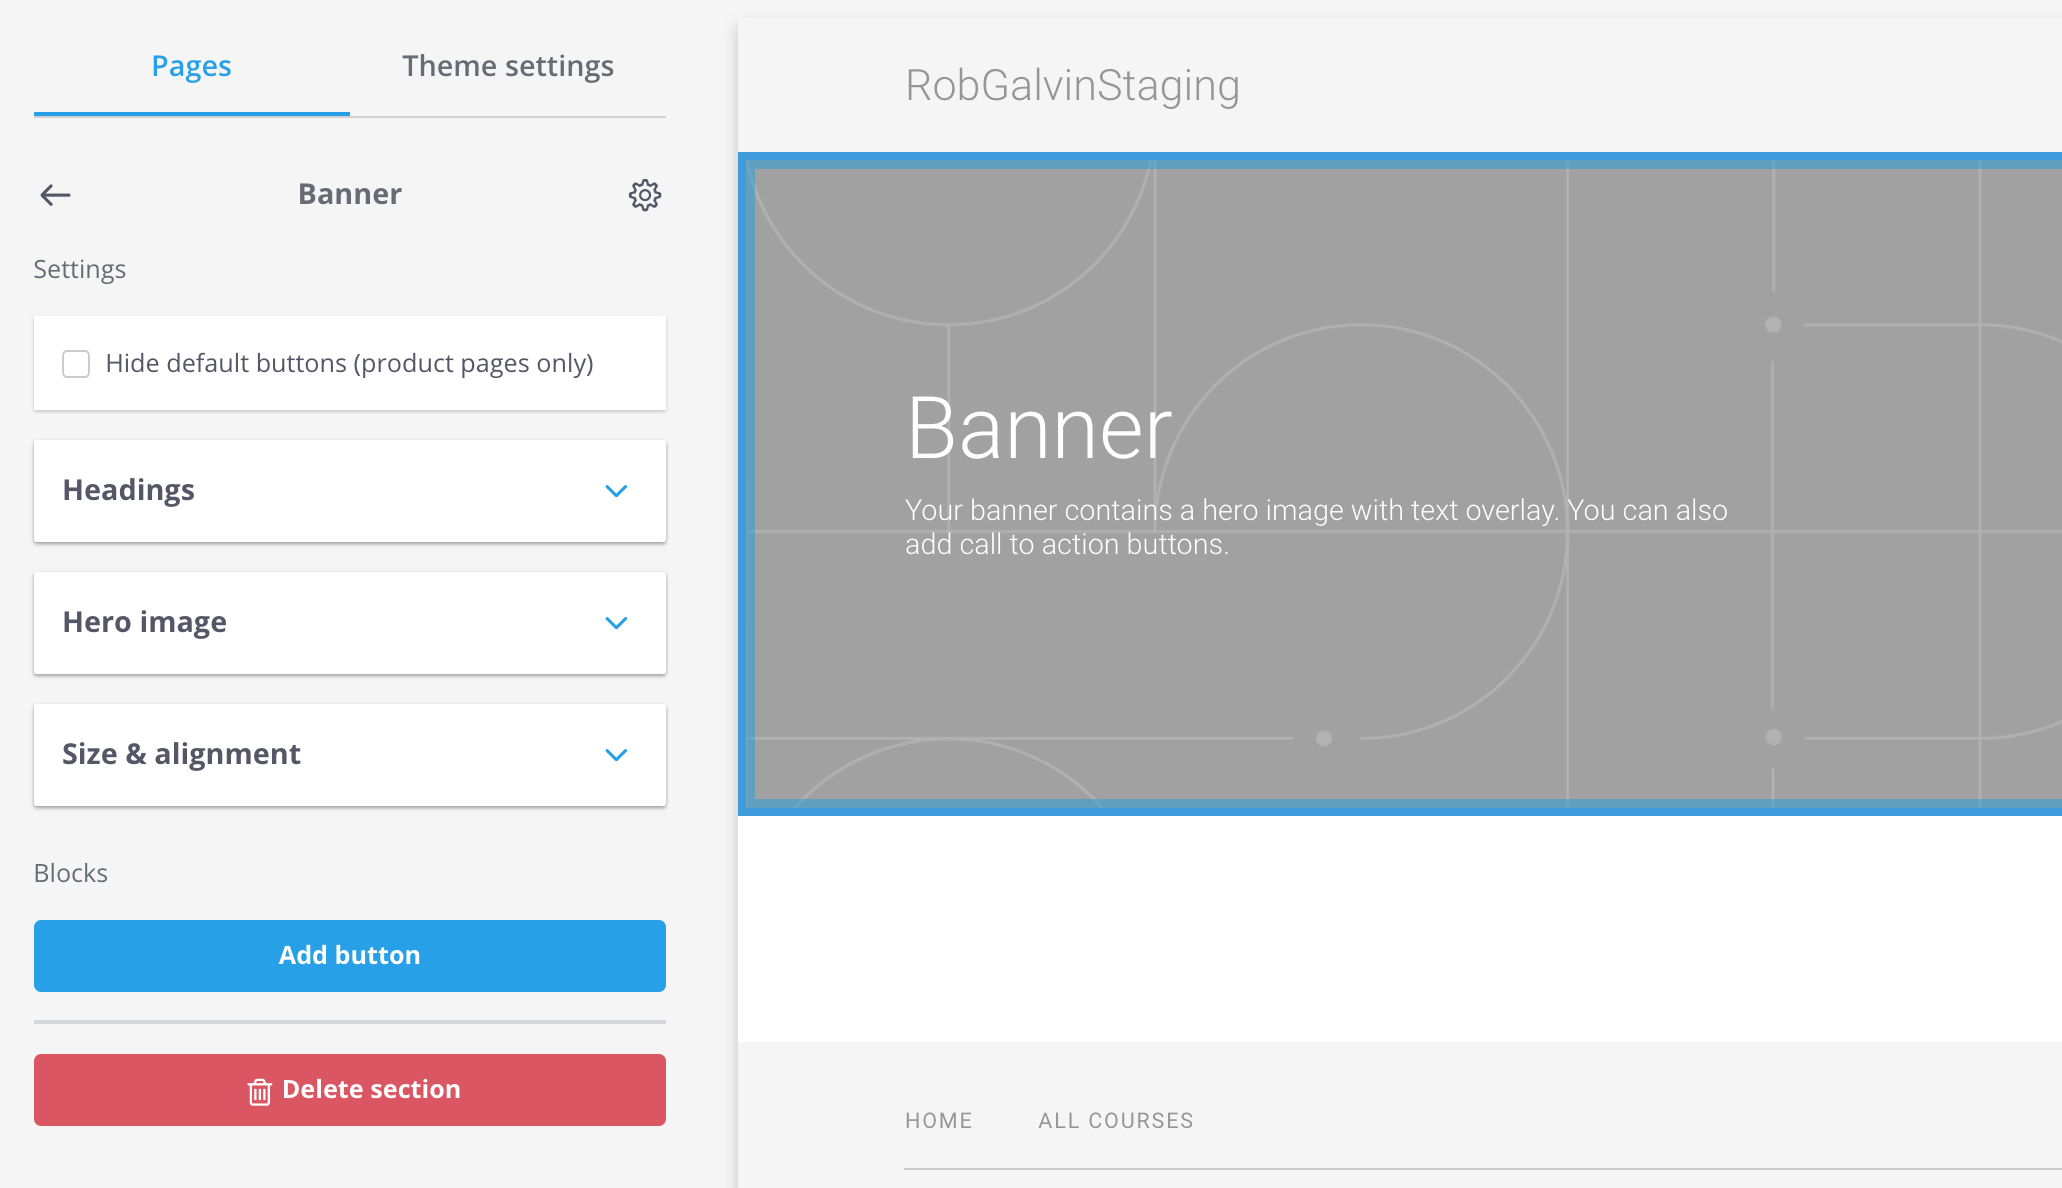 Pages
Theme settings
Banner
Settings
Hide default buttons (product pages only)
Headings
Hero image
Size & alignment
Blocks
Add button
Delete section
RobGalvinStaging
Banner
Your banner contains a hero image with text overlay. You can also
add call to action buttons.
HOME
ALL COURSES